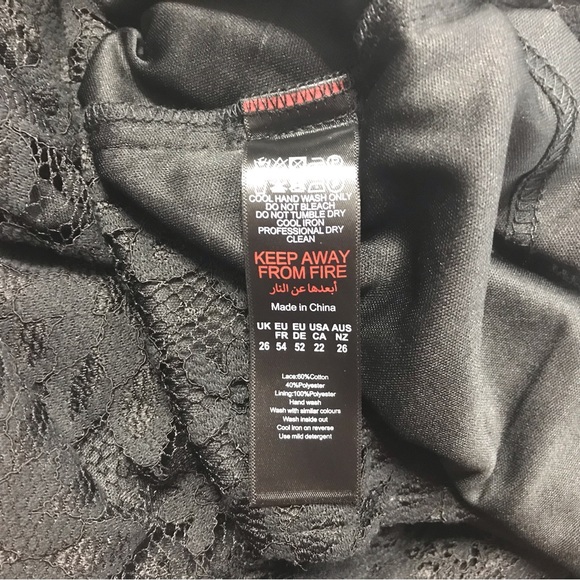 COOL HAND WASH ONLY
DO NOT BLEACH
DO NOT TUMBLE DRY
COOL IRON
PROFESSIONAL DRY
CLEAN
KEEP AWAY
FROM FIRE
أبعدها عن النار
Made in China
UK EU EU USA AUS
FR DE CA NZ
26 54 52 22 26
Lace:60%Cotton
40%Polyester
Lining:100%Polyester
Hand wash
Wash with similar colours
Wash inside out
Cool iron on reverse
Use mild detergent